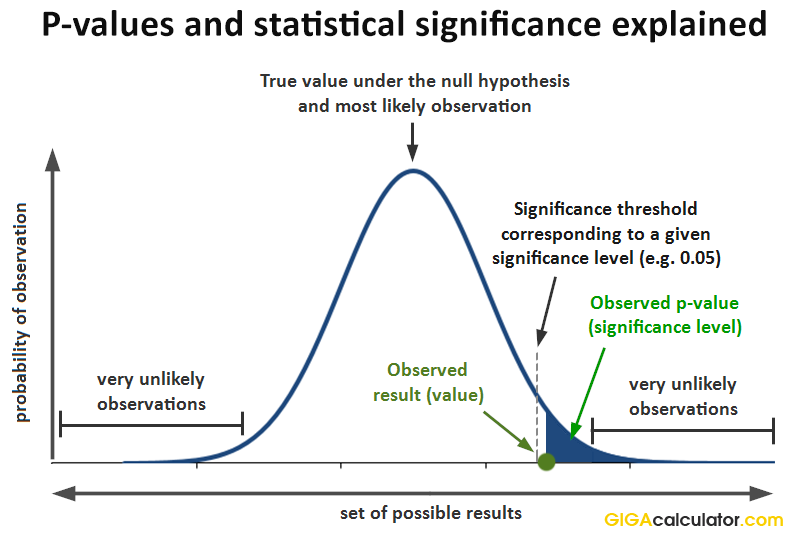 P-values and statistical significance explained
True value under the null hypothesis
and most likely observation
probability of observation
Significance threshold
corresponding to a given
significance level (e.g. 0.05)
Observed p-value
(significance level)
Observed
result (value)
very unlikely
observations
very unlikely
observations
set of possible results
GIGAcalculator.com